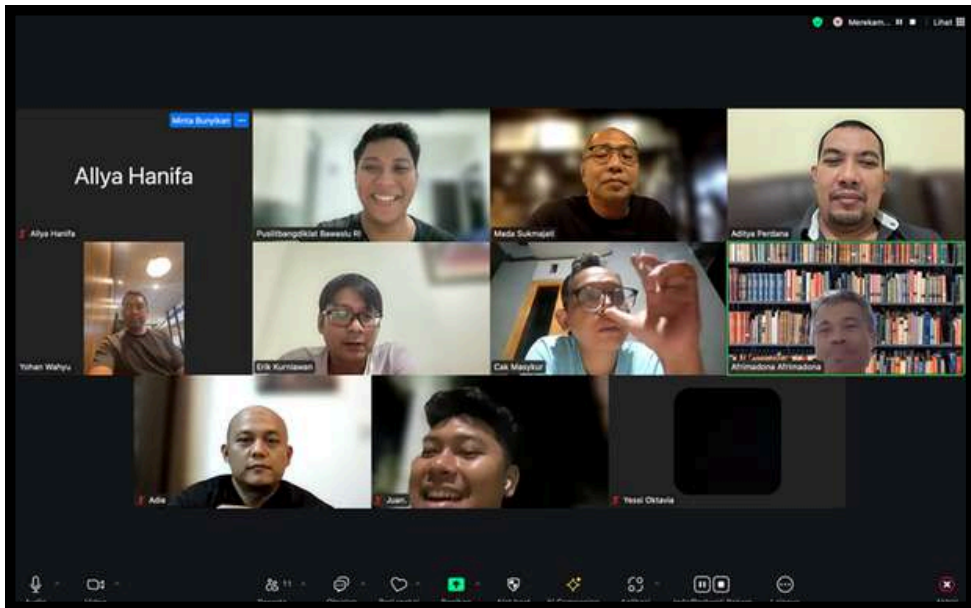 Merekam...
Lihat
Minta Bunyikan
Allya Hanifa
Allya Hanifa
Puslitbangdiklat Bawaslu RI
Mada Sukmajati
Aditya Perdana
Yohan Wahyu
Erik Kurniawan
Cak Masykur
Afrimadona Afrimadona
Adie
Juan.
Yessi Oktavia
11